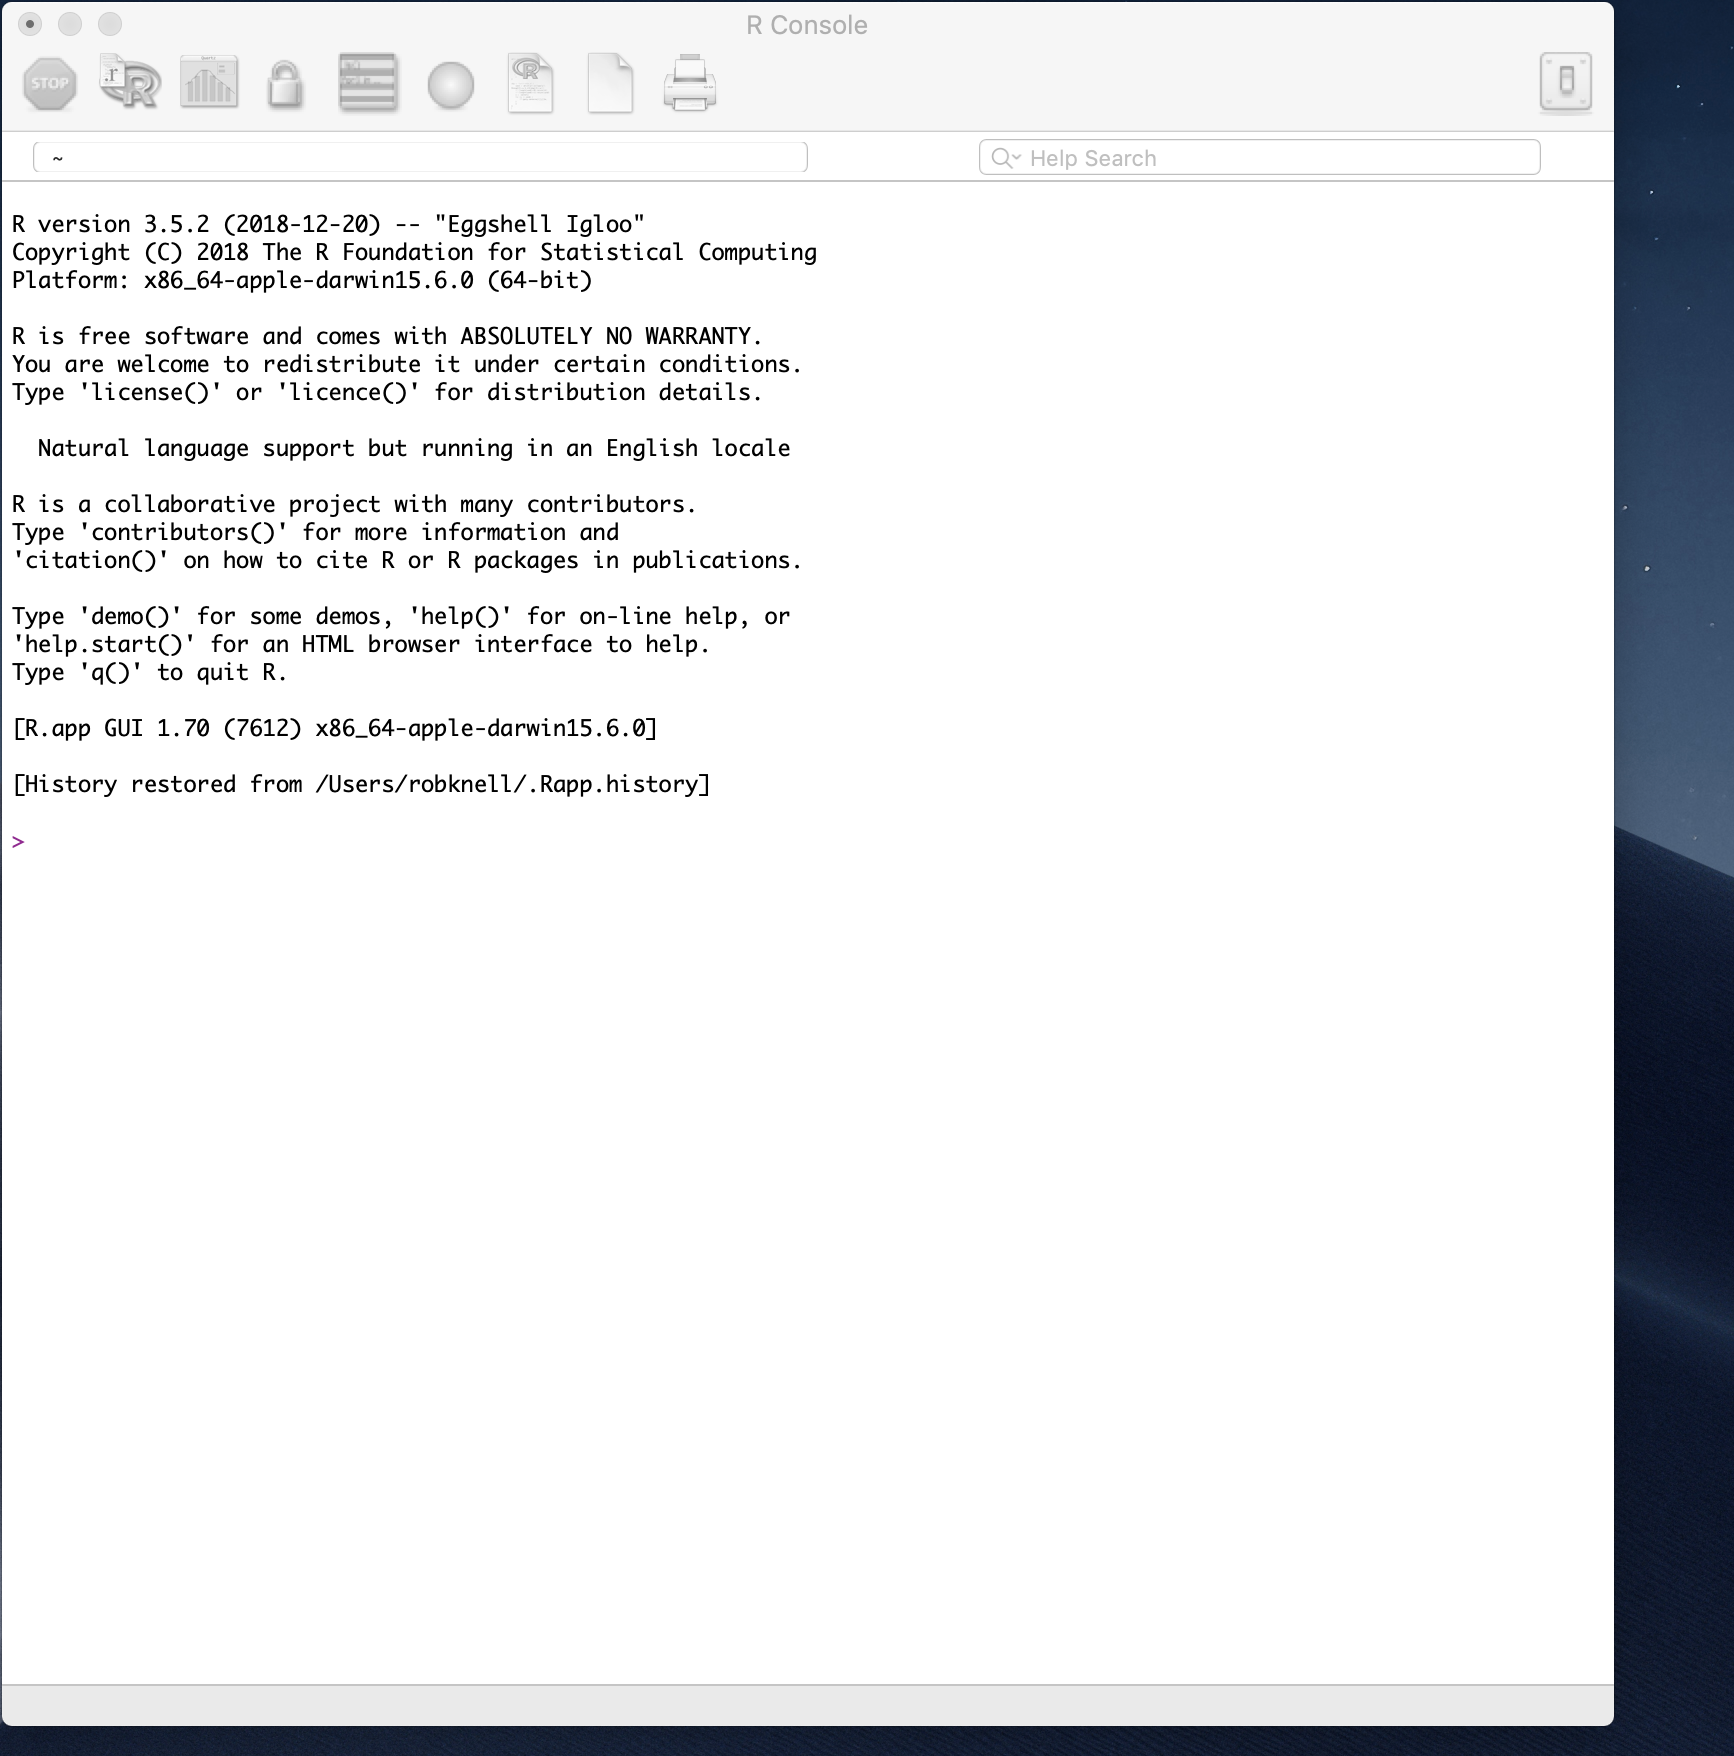 R Console
STOP
.r R
R
~
Help Search
R version 3.5.2 (2018-12-20) -- "Eggshell Igloo"
Copyright (C) 2018 The R Foundation for Statistical Computing
Platform: x86_64-apple-darwin15.6.0 (64-bit)
R is free software and comes with ABSOLUTELY NO WARRANTY.
You are welcome to redistribute it under certain conditions.
Type 'license()' or 'licence()' for distribution details.
Natural language support but running in an English locale
R is a collaborative project with many contributors.
Type 'contributors()' for more information and
'citation()' on how to cite R or R packages in publications.
Type 'demo()' for some demos, 'help()' for on-line help, or
'help.start()' for an HTML browser interface to help.
Type 'q()' to quit R.
[R.app GUI 1.70 (7612) x86_64-apple-darwin15.6.0]
[History restored from /Users/robknell/.Rapp.history]
>